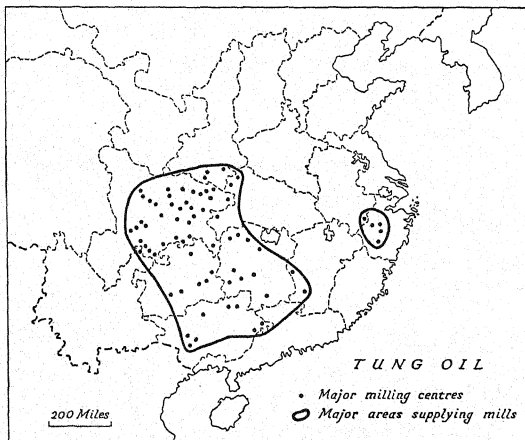 TUNG OIL
• Major milling centres
Major areas supplying mills
200 Miles